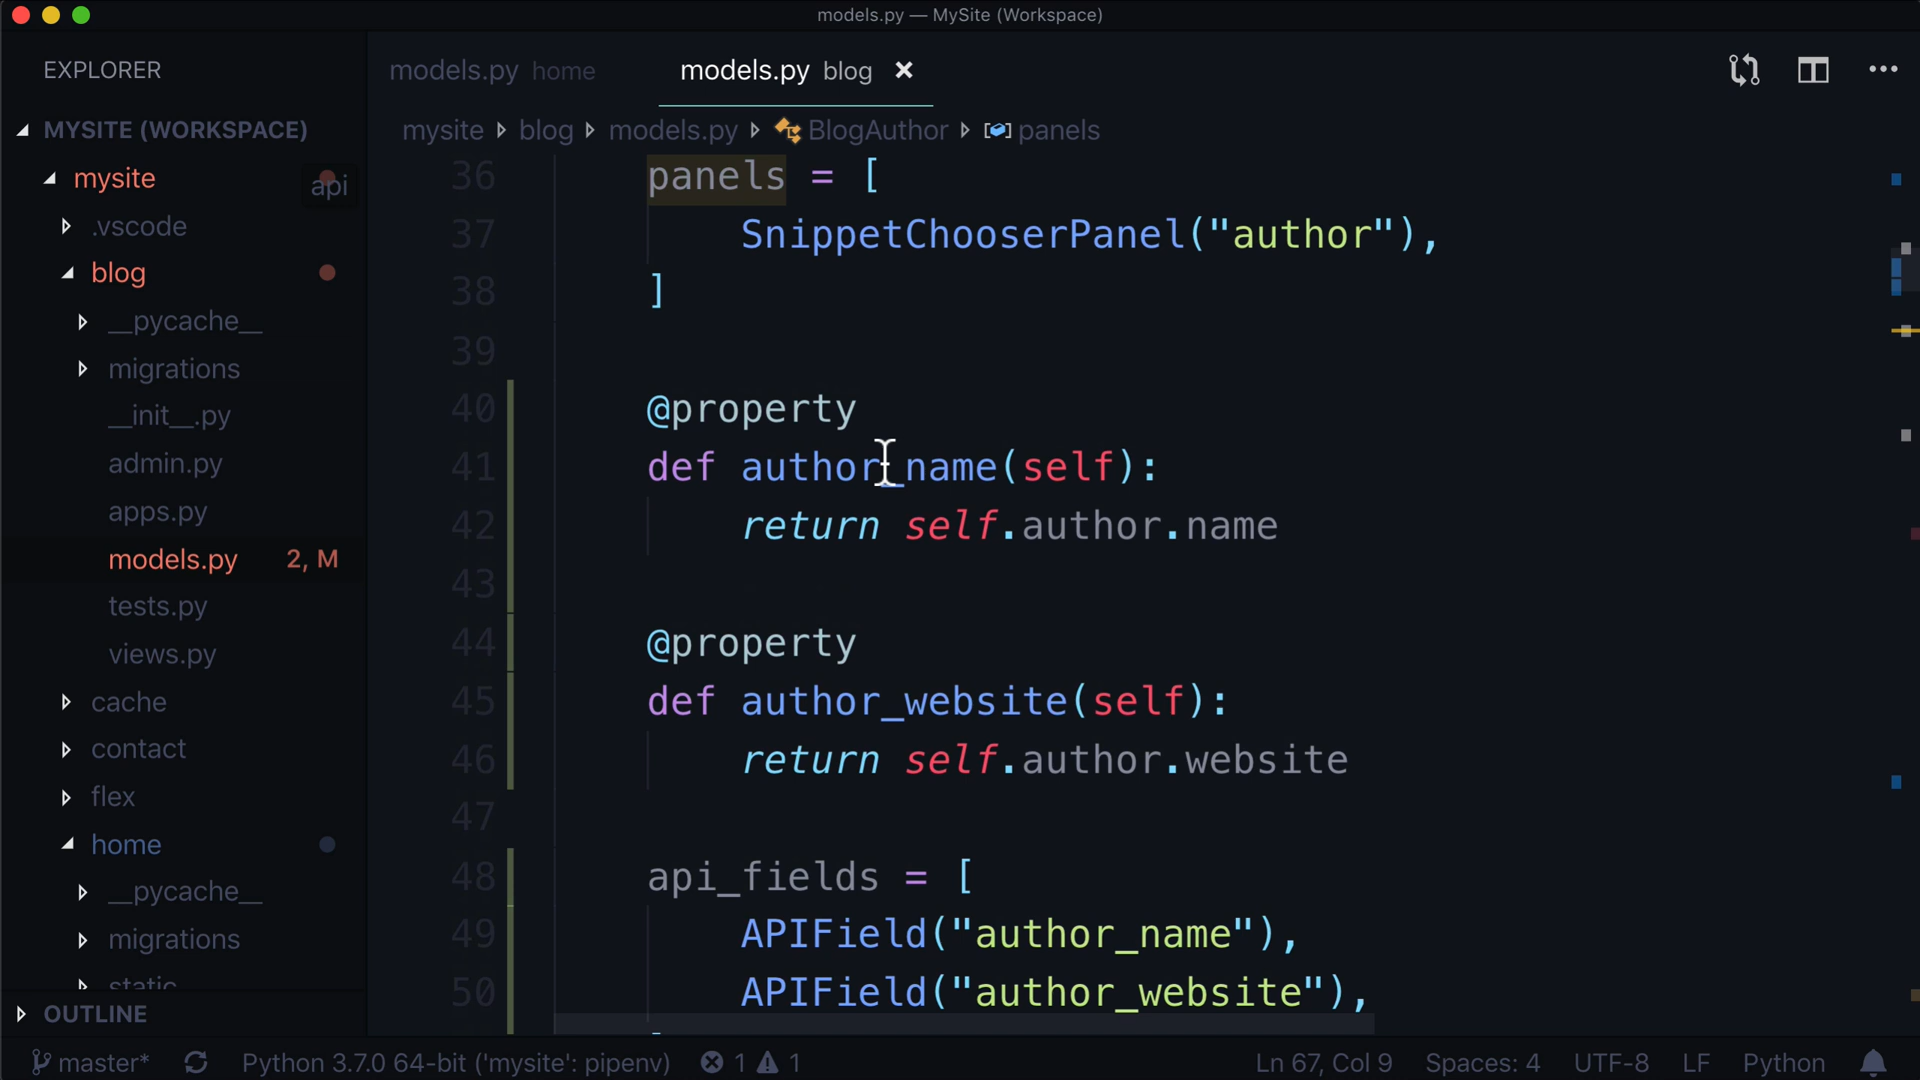 models.py — MySite (Workspace)
EXPLORER
models.py home
models.py blog
MYSITE (WORKSPACE)
mysite
api
.vscode
blog
__pycache__
migrations
__init__.py
admin.py
apps.py
models.py 2, M
tests.py
views.py
cache
contact
flex
home
__pycache__
migrations
static
OUTLINE
mysite blog models.py BlogAuthor panels
36 panels = [
37 SnippetChooserPanel("author"),
38 ]
39
40 @property
41 def author_name(self):
42 return self.author.name
43
44 @property
45 def author_website(self):
46 return self.author.website
47
48 api_fields = [
49 APIField("author_name"),
50 APIField("author_website"),
master* Python 3.7.0 64-bit ('mysite': pipenv) 1 1 Ln 67, Col 9 Spaces: 4 UTF-8 LF Python